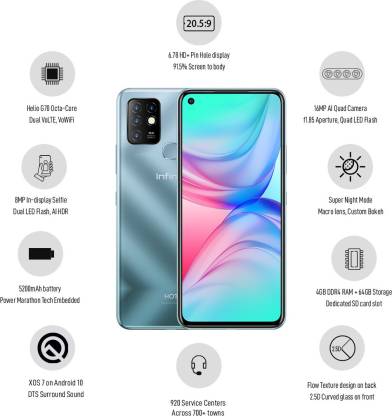 20.5:9
6.78 HD+ Pin Hole display
91.5% Screen to body
Helio G70 Octa-Core
Dual VoLTE, VoWiFi
16MP AI Quad Camera
f1.85 Aperture, Quad LED Flash
8MP In-display Selfie
Dual LED Flash, AI HDR
Super Night Mode
Macro lens, Custom Bokeh
5200mAh battery
Power Marathon Tech Embedded
4GB DDR4 RAM + 64GB Storage
Dedicated SD card slot
XOS 7 on Android 10
DTS Surround Sound
920 Service Centers
Across 700+ towns
2.5D
Flow Texture design on back
2.5D Curved glass on front
Infin
HOT